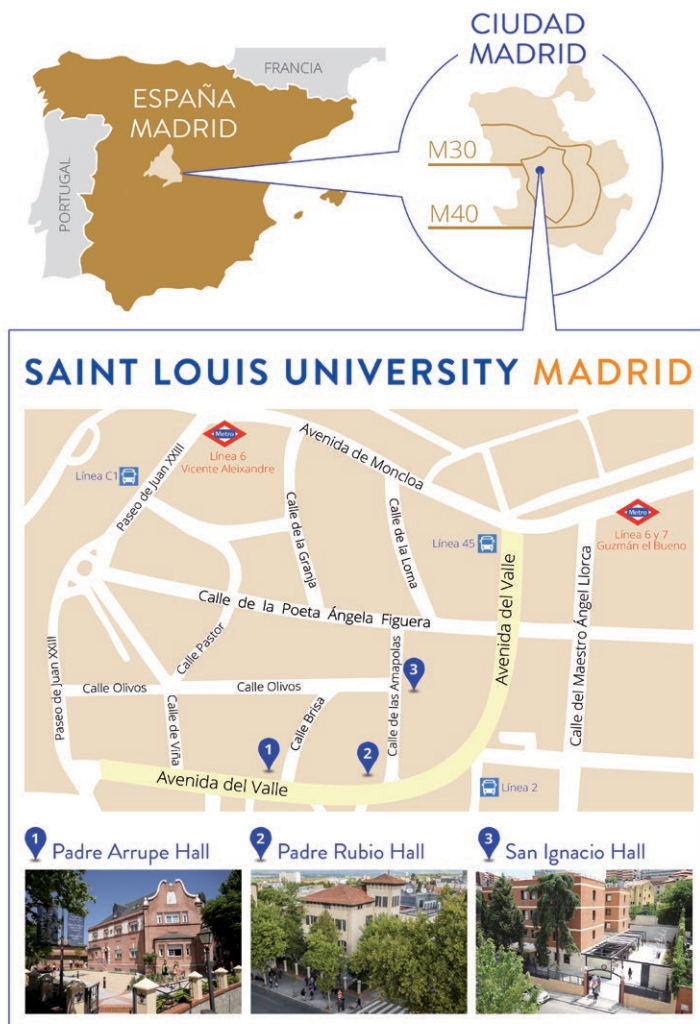 CIUDAD
MADRID
FRANCIA
ESPAÑA
MADRID
PORTUGAL
M30
M40
SAINT LOUIS UNIVERSITY MADRID
Metro
Línea 6
Vicente Aleixandre
Línea C1
Paseo de Juan XXIII
Avenida de Moncloa
Metro
Línea 6 y 7
Guzmán el Bueno
Línea 45
Calle de la Granja
Calle de la Loma
Avenida del Valle
Calle del Maestro Ángel Llorca
Calle de la Poeta Ángela Figuera
Calle Pastor
Paseo de Juan XXIII
Calle Olivos
Calle Olivos
Calle de las Amapolas
3
Calle de Viña
Calle Brisa
1
2
Avenida del Valle
Línea 2
1 Padre Arrupe Hall
2 Padre Rubio Hall
3 San Ignacio Hall